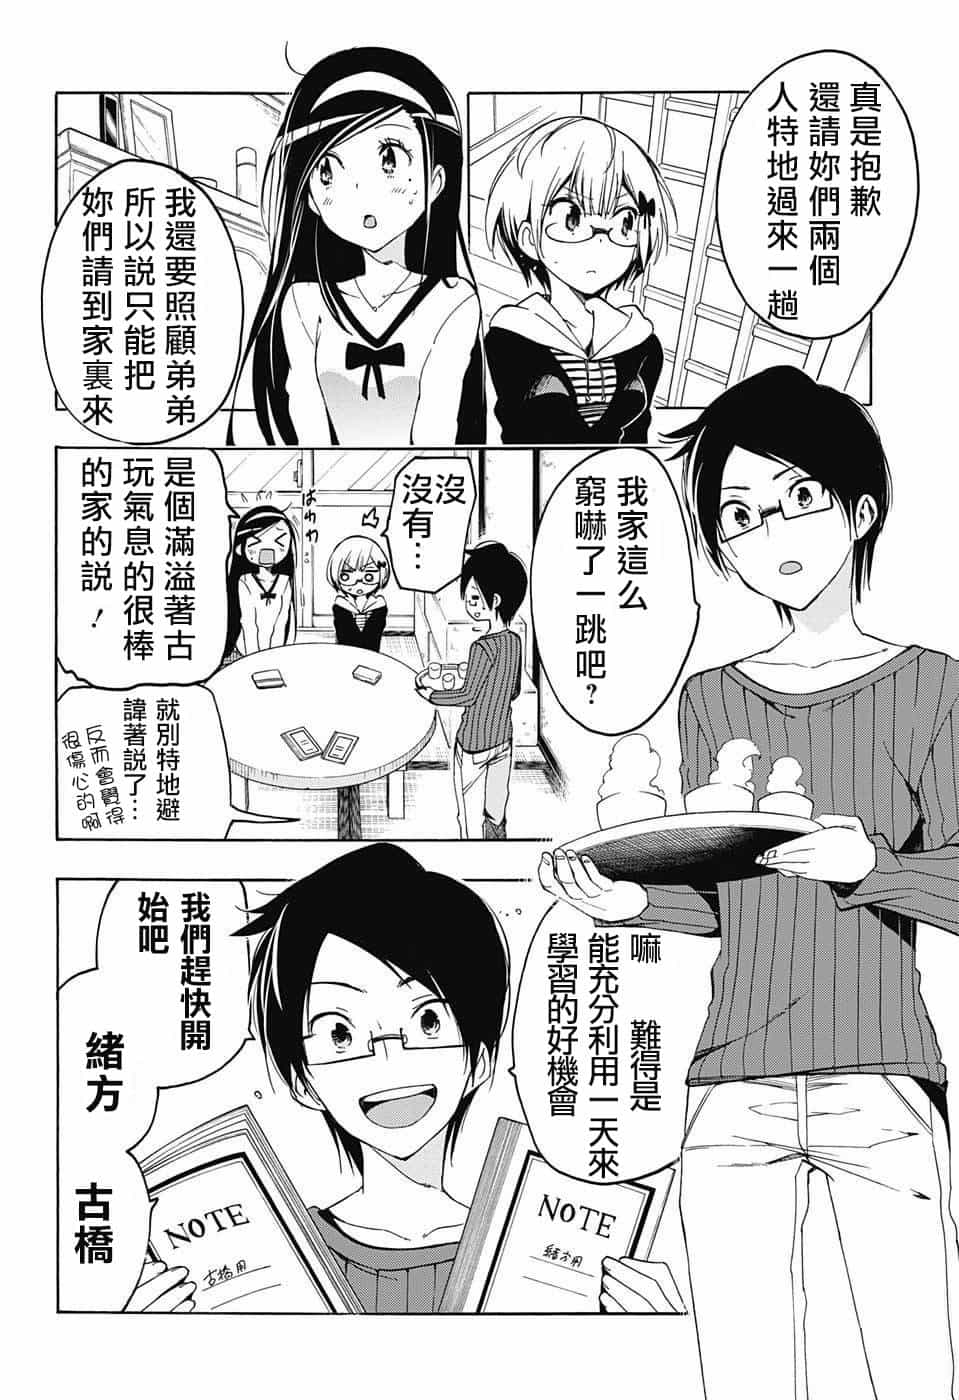 真是抱歉
還請妳們兩個
人特地過來一趟
我還要照顧弟弟
所以説只能把
妳們請到家裏來
我家這么
窮嚇了一跳吧？
沒
沒有…
ばわわ
是個滿溢著古
玩氣息的很棒
的家的説！
就別特地避
諱著説了…
反而會覺得
很傷心的啊
嘛 難得是
能充分利用一天來
學習的好機會
我們趕快開
始吧
緒方
古橋
NOTE
緒方用
NOTE
古橋用